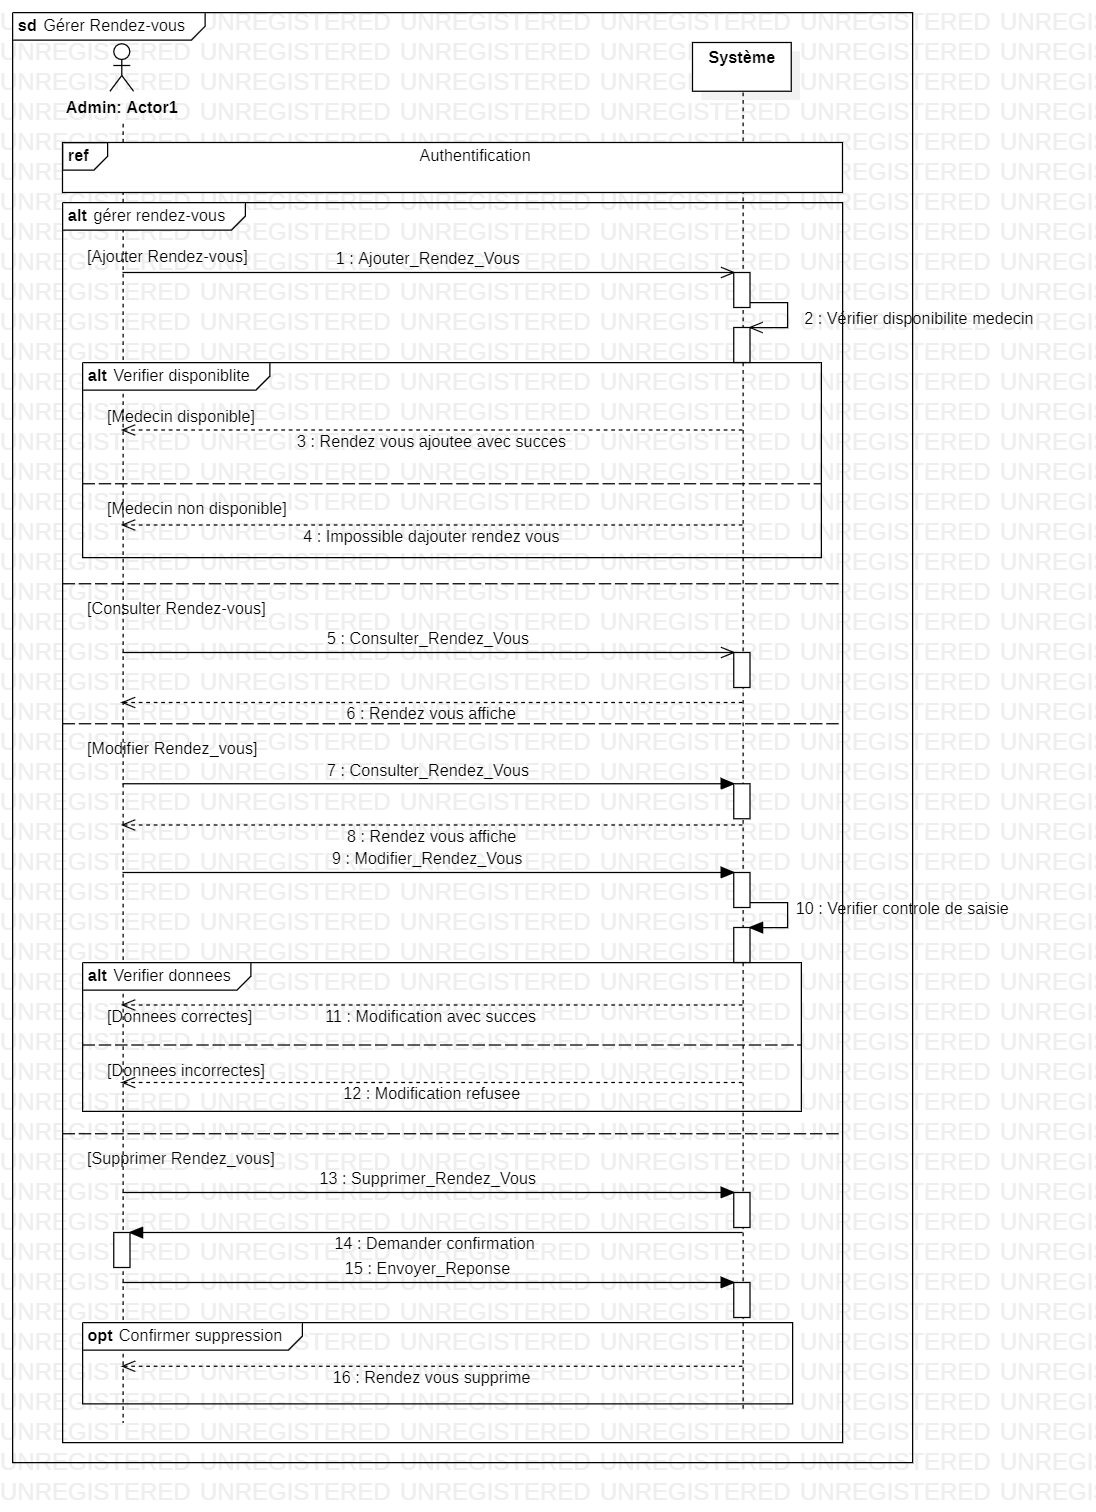 sd Gérer Rendez-vous
Système
Admin: Actor1
ref Authentification
alt gérer rendez-vous
[Ajouter Rendez-vous]
1 : Ajouter_Rendez_Vous
2 : Vérifier disponibilite medecin
alt Verifier disponiblite
[Medecin disponible]
3 : Rendez vous ajoutee avec succes
[Medecin non disponible]
4 : Impossible dajouter rendez vous
[Consulter Rendez-vous]
5 : Consulter_Rendez_Vous
6 : Rendez vous affiche
[Modifier Rendez_vous]
7 : Consulter_Rendez_Vous
8 : Rendez vous affiche
9 : Modifier_Rendez_Vous
10 : Verifier controle de saisie
alt Verifier donnees
[Donnees correctes]
11 : Modification avec succes
[Donnees incorrectes]
12 : Modification refusee
[Supprimer Rendez_vous]
13 : Supprimer_Rendez_Vous
14 : Demander confirmation
15 : Envoyer_Reponse
opt Confirmer suppression
16 : Rendez vous supprime
UNREGISTERED